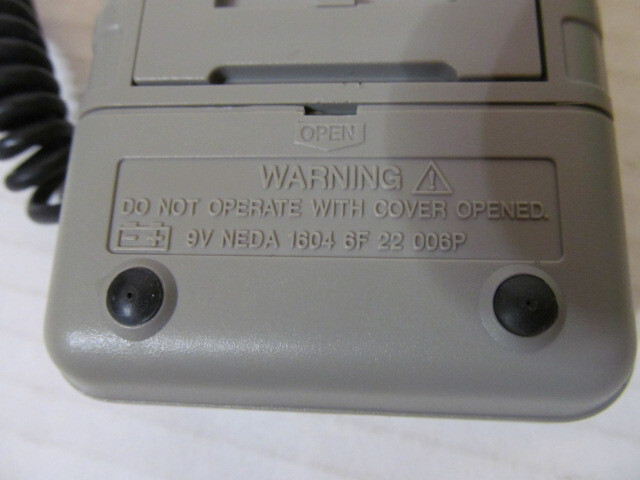 OPEN
WARNING
DO NOT OPERATE WITH COVER OPENED.
9V NEDA 1604 6F 22 006P